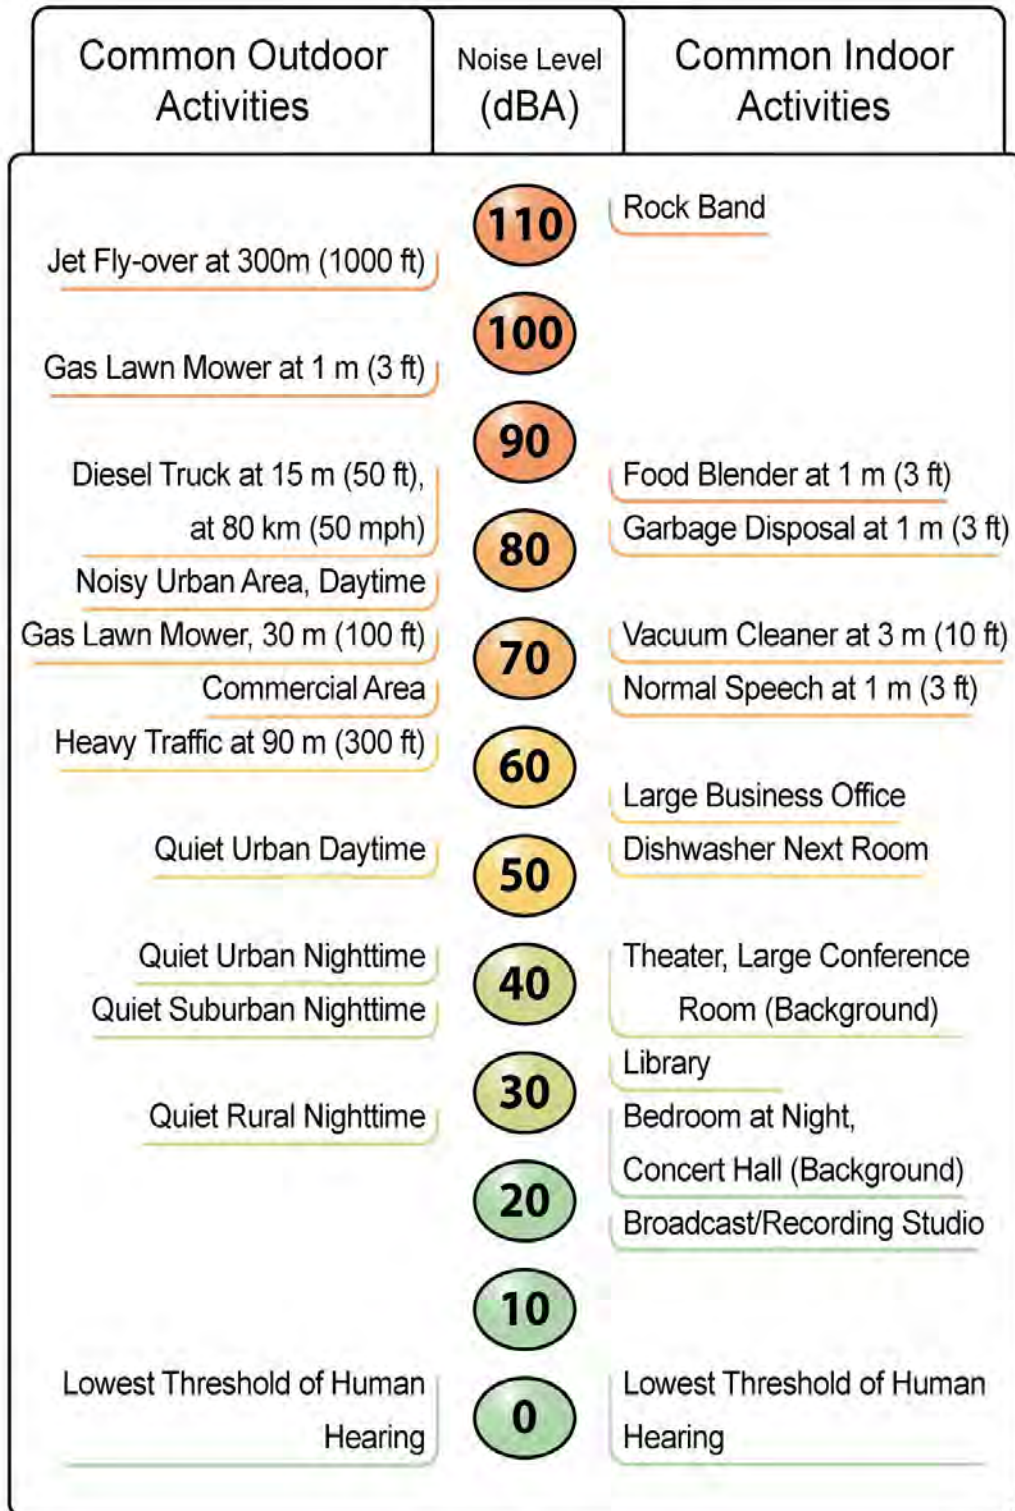 Common Outdoor
Activities
Noise Level
(dBA)
Common Indoor
Activities
110
Rock Band
Jet Fly-over at 300m (1000 ft)
100
Gas Lawn Mower at 1 m (3 ft)
90
Diesel Truck at 15 m (50 ft),
at 80 km (50 mph)
Food Blender at 1 m (3 ft)
80
Garbage Disposal at 1 m (3 ft)
Noisy Urban Area, Daytime
Gas Lawn Mower, 30 m (100 ft)
70
Vacuum Cleaner at 3 m (10 ft)
Commercial Area
Normal Speech at 1 m (3 ft)
Heavy Traffic at 90 m (300 ft)
60
Large Business Office
Quiet Urban Daytime
50
Dishwasher Next Room
Quiet Urban Nighttime
40
Theater, Large Conference
Room (Background)
Quiet Suburban Nighttime
30
Library
Quiet Rural Nighttime
Bedroom at Night,
Concert Hall (Background)
20
Broadcast/Recording Studio
10
Lowest Threshold of Human
Hearing
0
Lowest Threshold of Human
Hearing